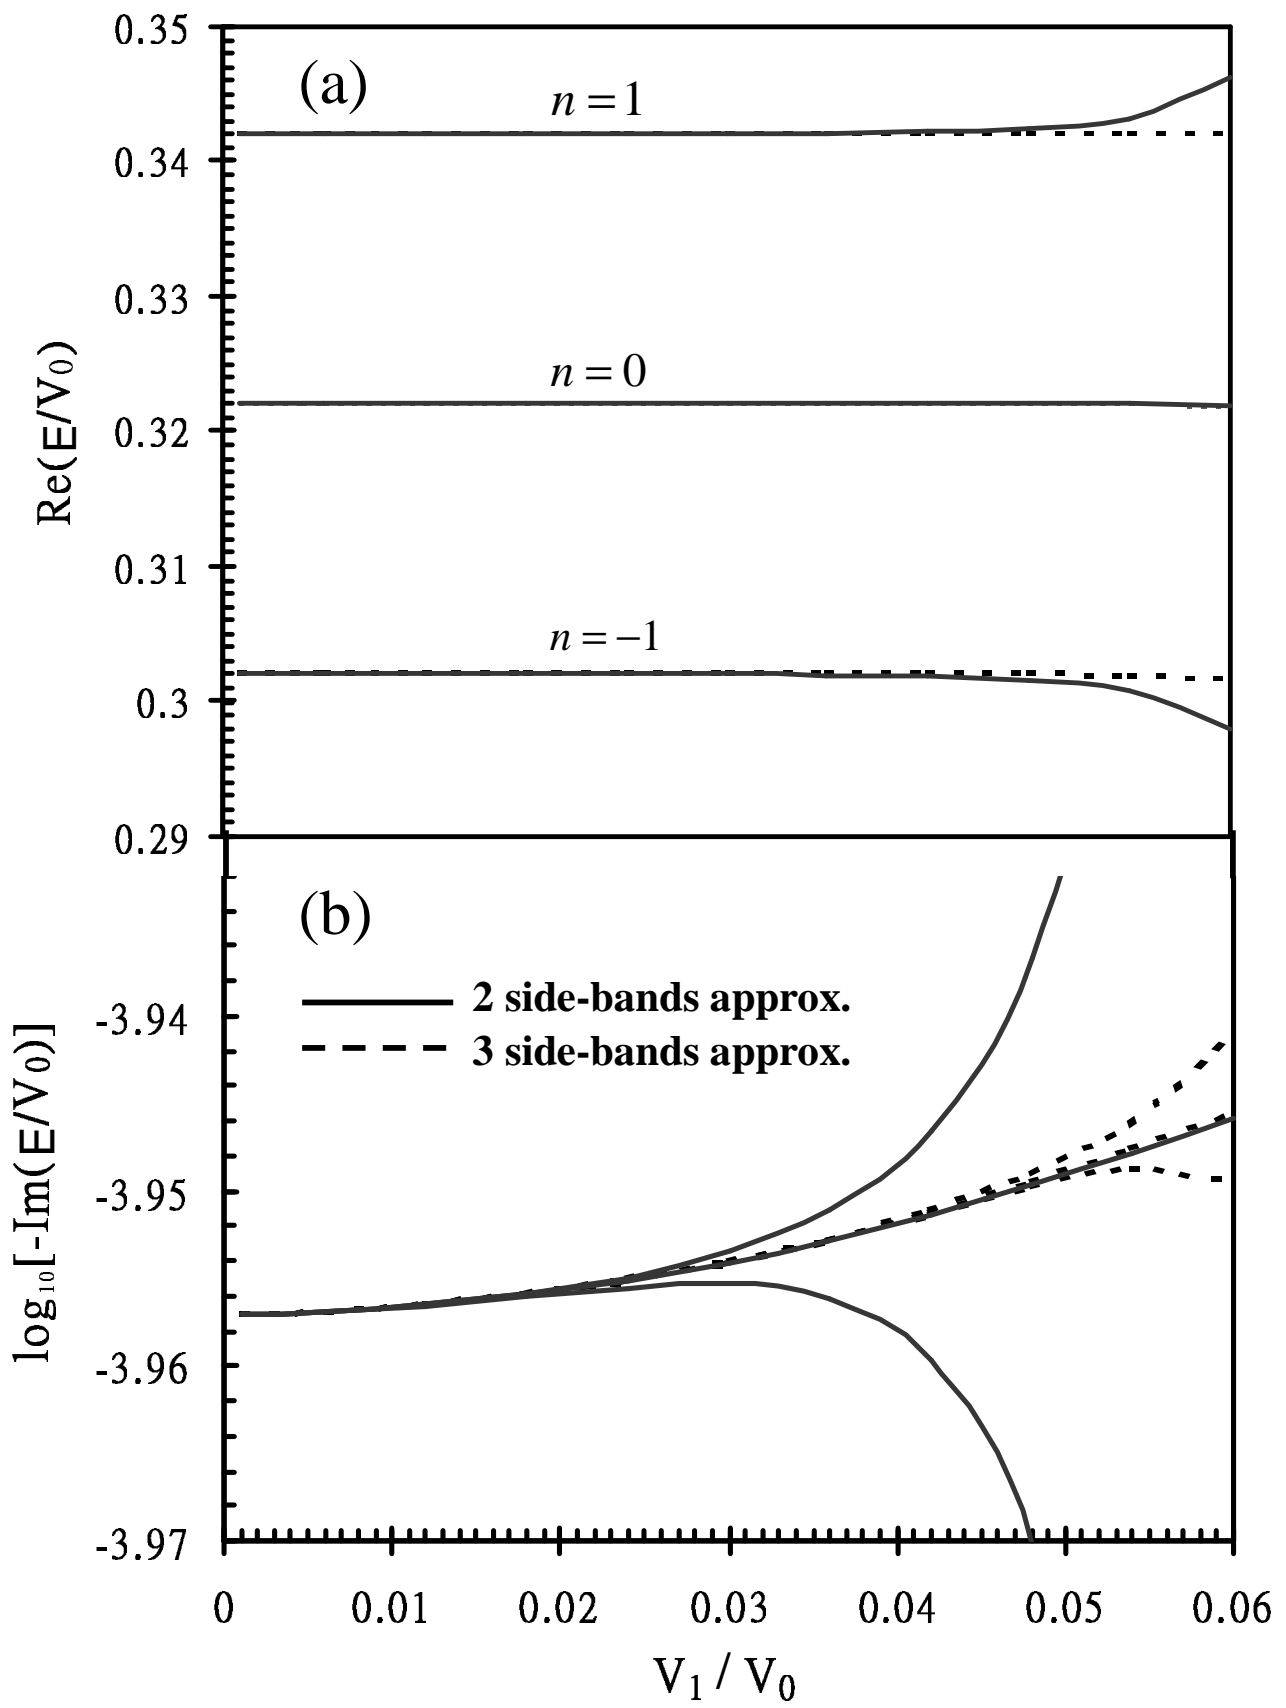 0.35
(a)
n = 1
0.34
0.33
n = 0
0.32
Re(E/V0)
0.31
n = −1
0.3
0.29
(b)
2 side-bands approx.
3 side-bands approx.
-3.94
-3.95
log10[-Im(E/V0)]
-3.96
-3.97
0 0.01 0.02 0.03 0.04 0.05 0.06
V1 / V0